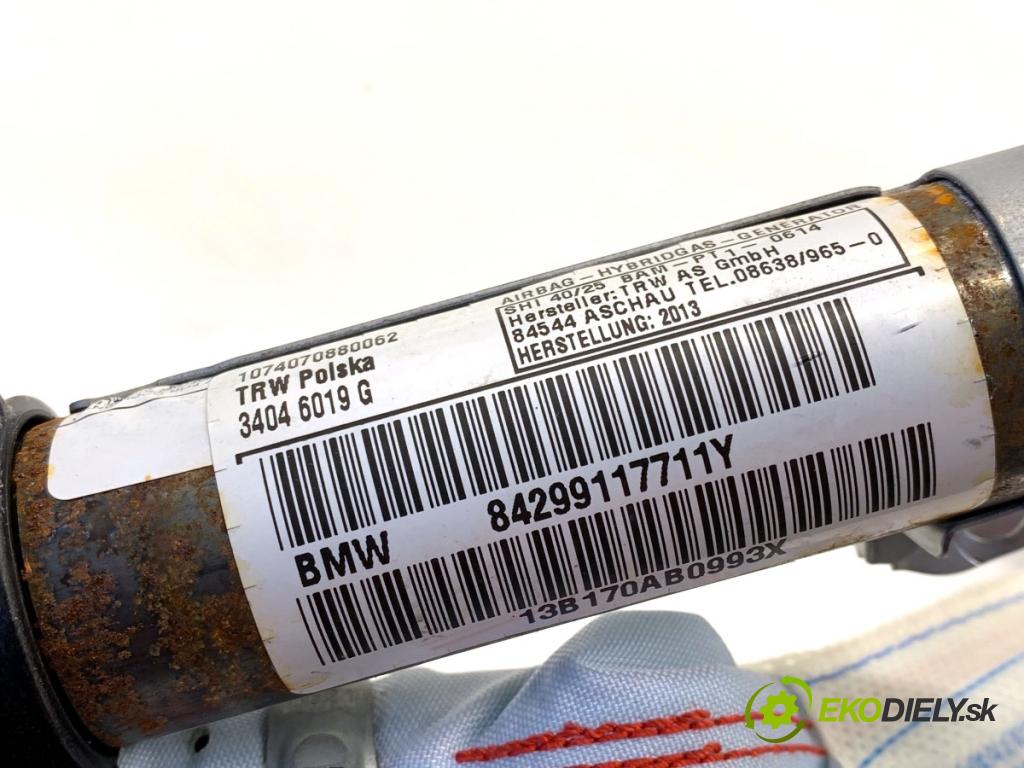 AIRBAG-HYBRIDGAS-GENERATOR
SHI 40/25 BAM-PT1-0614
Hersteller:TRW AS GmbH
84544 ASCHAU TEL.08638/965-0
HERSTELLUNG: 2013
1074070880062
TRW Polska
3404 6019 G
BMW 84299117711Y
13B170AB0993X
EKODIELY.sk